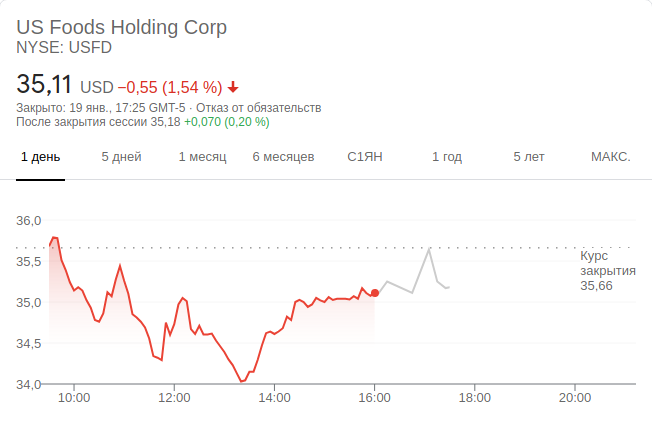 US Foods Holding Corp
NYSE: USFD
35,11 USD −0,55 (1,54 %)
Закрыто: 19 янв., 17:25 GMT-5 · Отказ от обязательств
После закрытия сессии 35,18 +0,070 (0,20 %)
1 день 5 дней 1 месяц 6 месяцев С1ЯН 1 год 5 лет МАКС.
36,0
35,5
35,0
34,5
34,0
Курс
закрытия
35,66
10:00 12:00 14:00 16:00 18:00 20:00